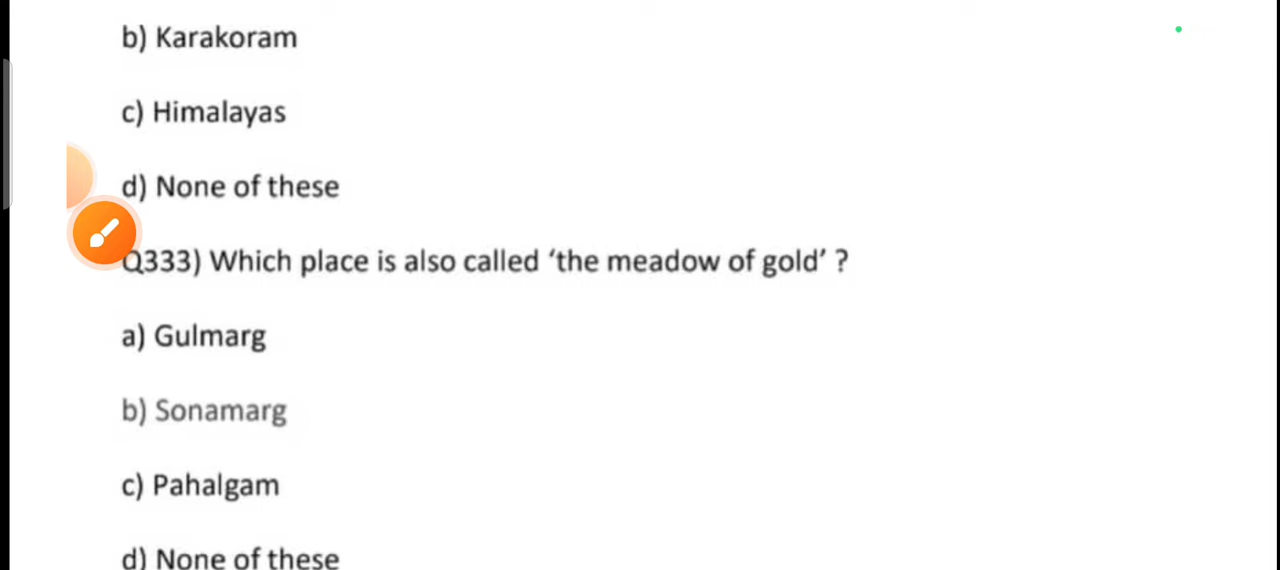 b) Karakoram
c) Himalayas
d) None of these
Q333) Which place is also called ‘the meadow of gold’ ?
a) Gulmarg
b) Sonamarg
c) Pahalgam
d) None of these